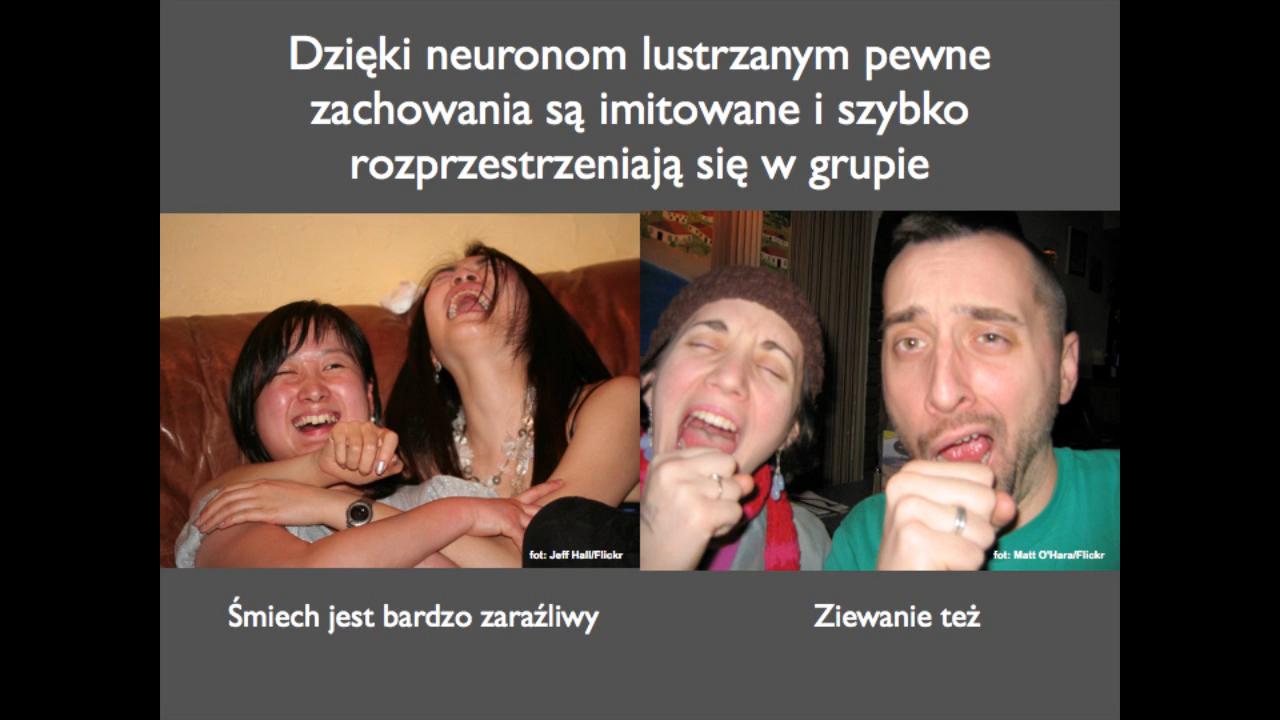 Dzięki neuronom lustrzanym pewne
zachowania są imitowane i szybko
rozprzestrzeniają się w grupie
fot: Jeff Hall/Flickr
fot: Matt O'Hara/Flickr
Śmiech jest bardzo zaraźliwy
Ziewanie też